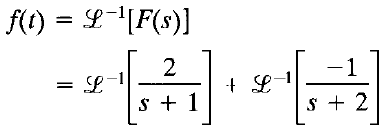 f(t) = ℒ⁻¹[F(s)]
= ℒ⁻¹[2/(s + 1)] + ℒ⁻¹[-1/(s + 2)]